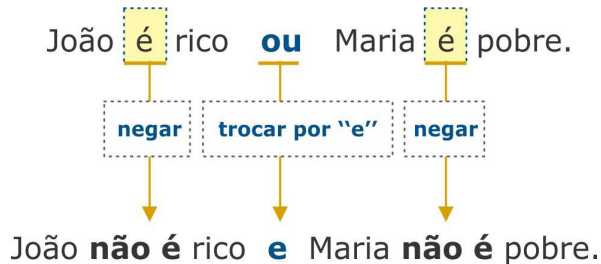 João é rico ou Maria é pobre.
negar trocar por ‘‘e’’ negar
João não é rico e Maria não é pobre.